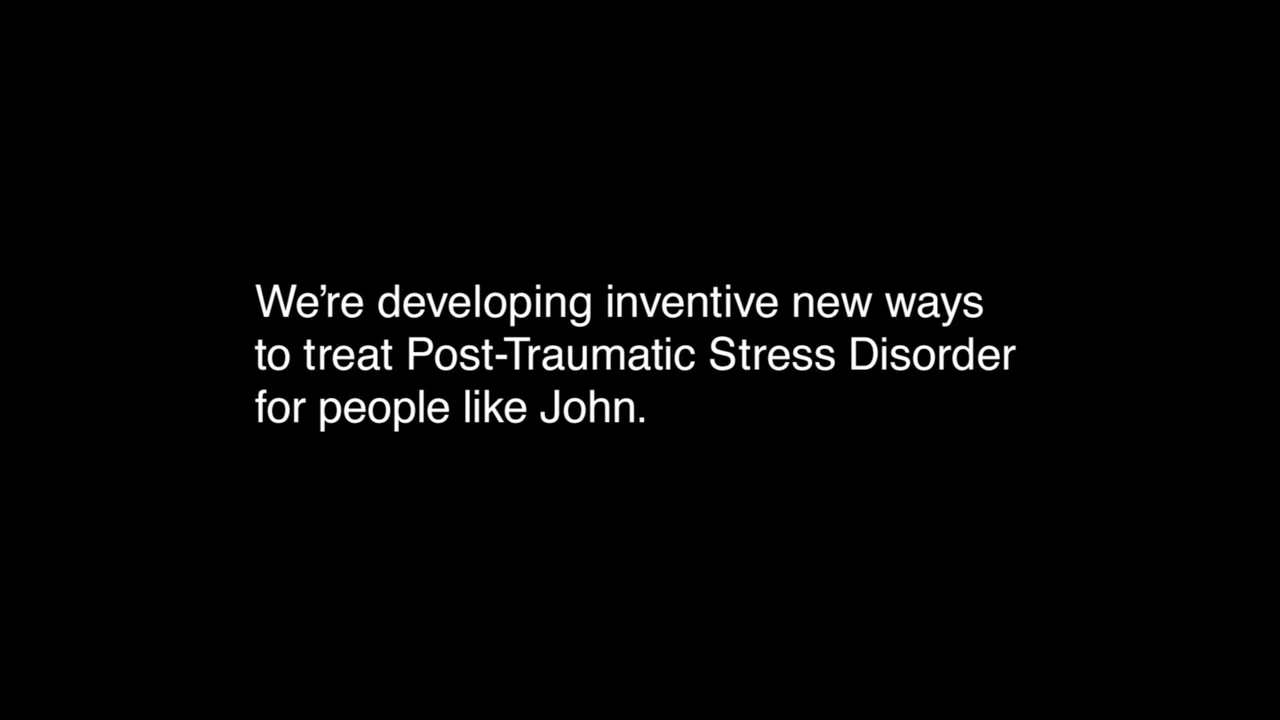 We’re developing inventive new ways
to treat Post-Traumatic Stress Disorder
for people like John.